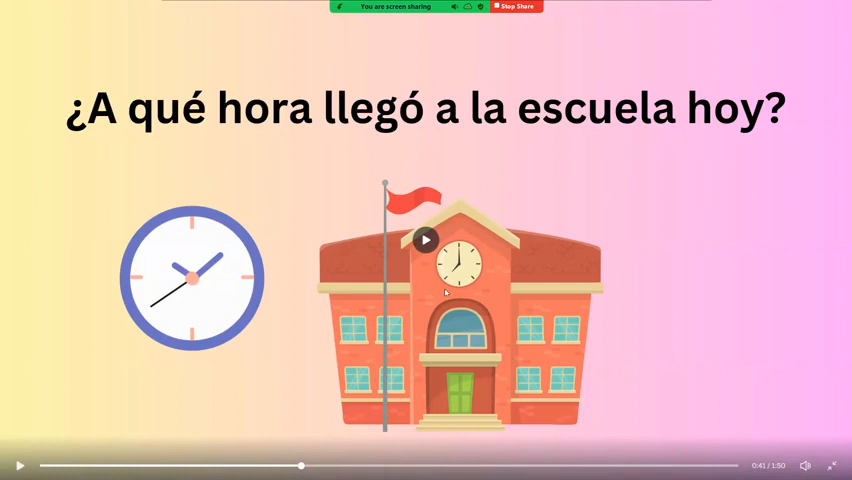 You are screen sharing
Stop Share
¿A qué hora llegó a la escuela hoy?
0:41 / 1:50